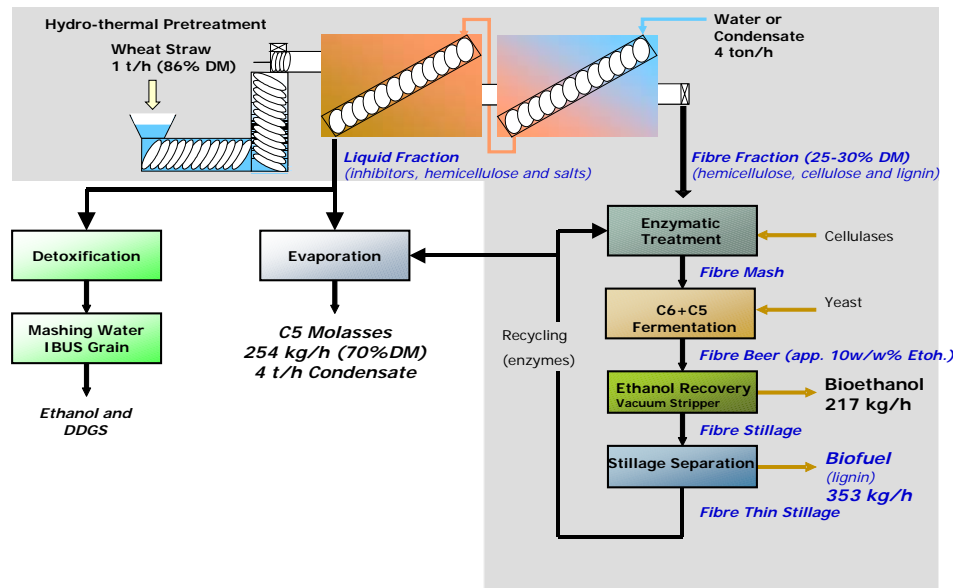 Hydro-thermal Pretreatment
Wheat Straw
1 t/h (86% DM)
Water or
Condensate
4 ton/h
Liquid Fraction
(inhibitors, hemicellulose and salts)
Fibre Fraction (25-30% DM)
(hemicellulose, cellulose and lignin)
Enzymatic
Treatment
Cellulases
Detoxification
Evaporation
Fibre Mash
Mashing Water
IBUS Grain
C5 Molasses
254 kg/h (70%DM)
4 t/h Condensate
Recycling
(enzymes)
C6+C5
Fermentation
Yeast
Fibre Beer (app. 10w/w% Etoh.)
Ethanol and
DDGS
Ethanol Recovery
Vacuum Stripper
Bioethanol
217 kg/h
Fibre Stillage
Stillage Separation
Biofuel
(lignin)
353 kg/h
Fibre Thin Stillage